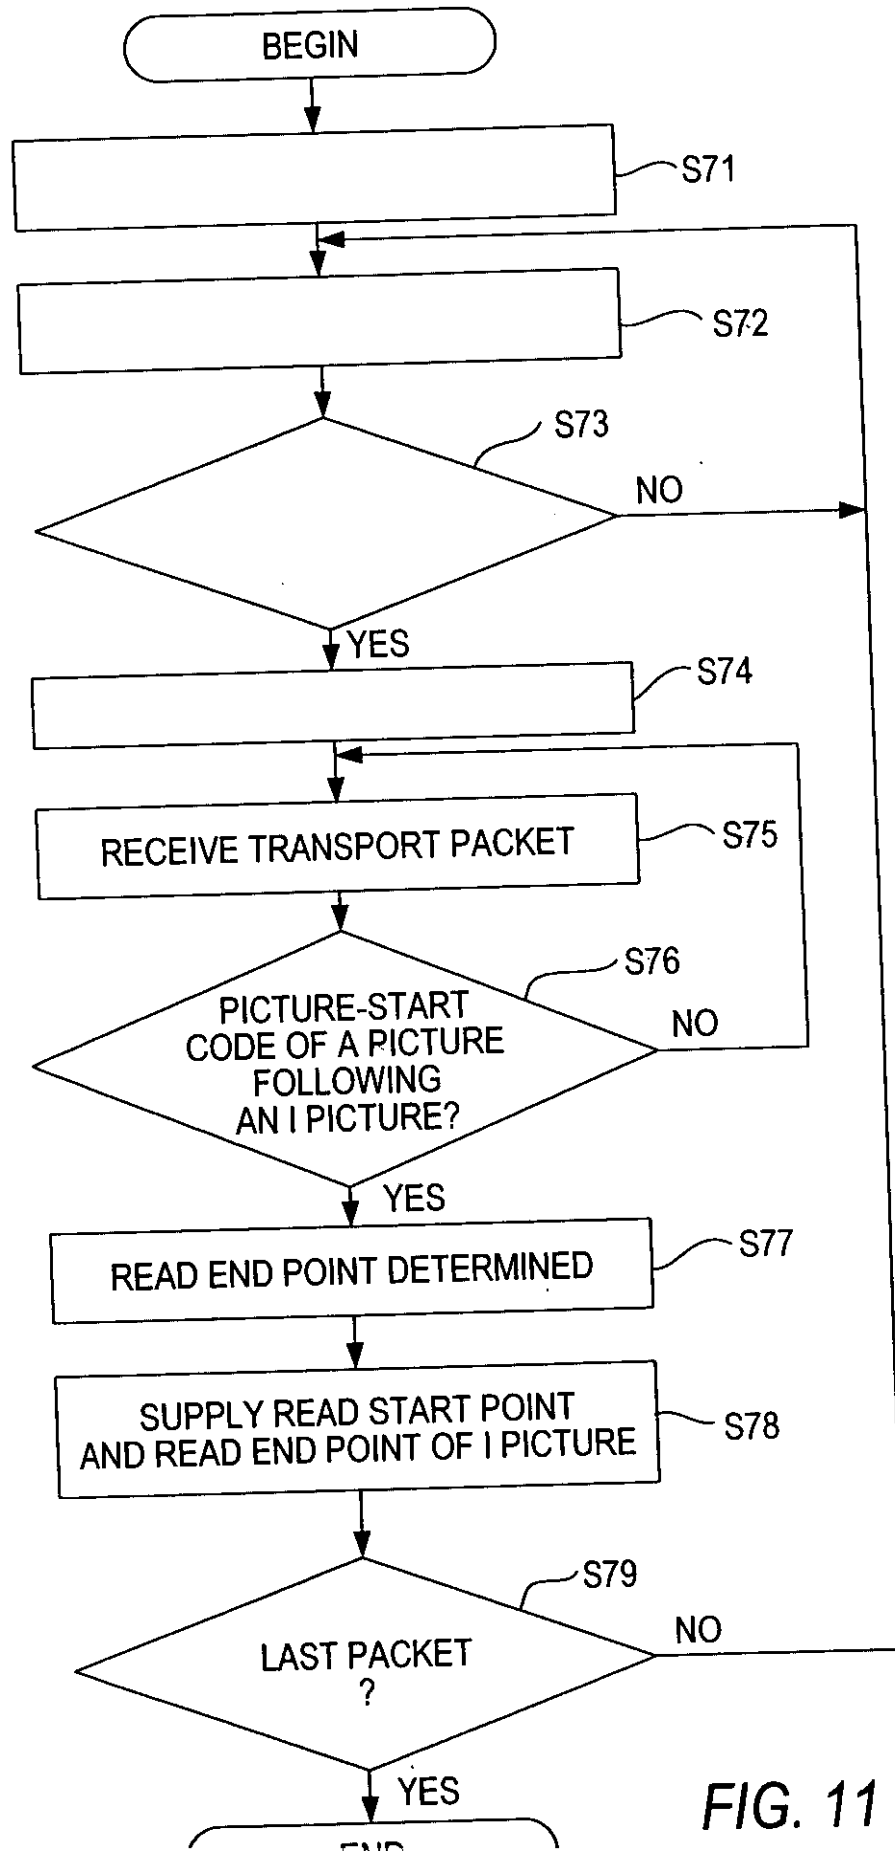 BEGIN
S71
S72
S73
NO
YES
S74
RECEIVE TRANSPORT PACKET
S75
S76
PICTURE-START
CODE OF A PICTURE
FOLLOWING
AN I PICTURE?
NO
YES
READ END POINT DETERMINED
S77
SUPPLY READ START POINT
AND READ END POINT OF I PICTURE
S78
S79
LAST PACKET
?
NO
YES
FIG. 11
END